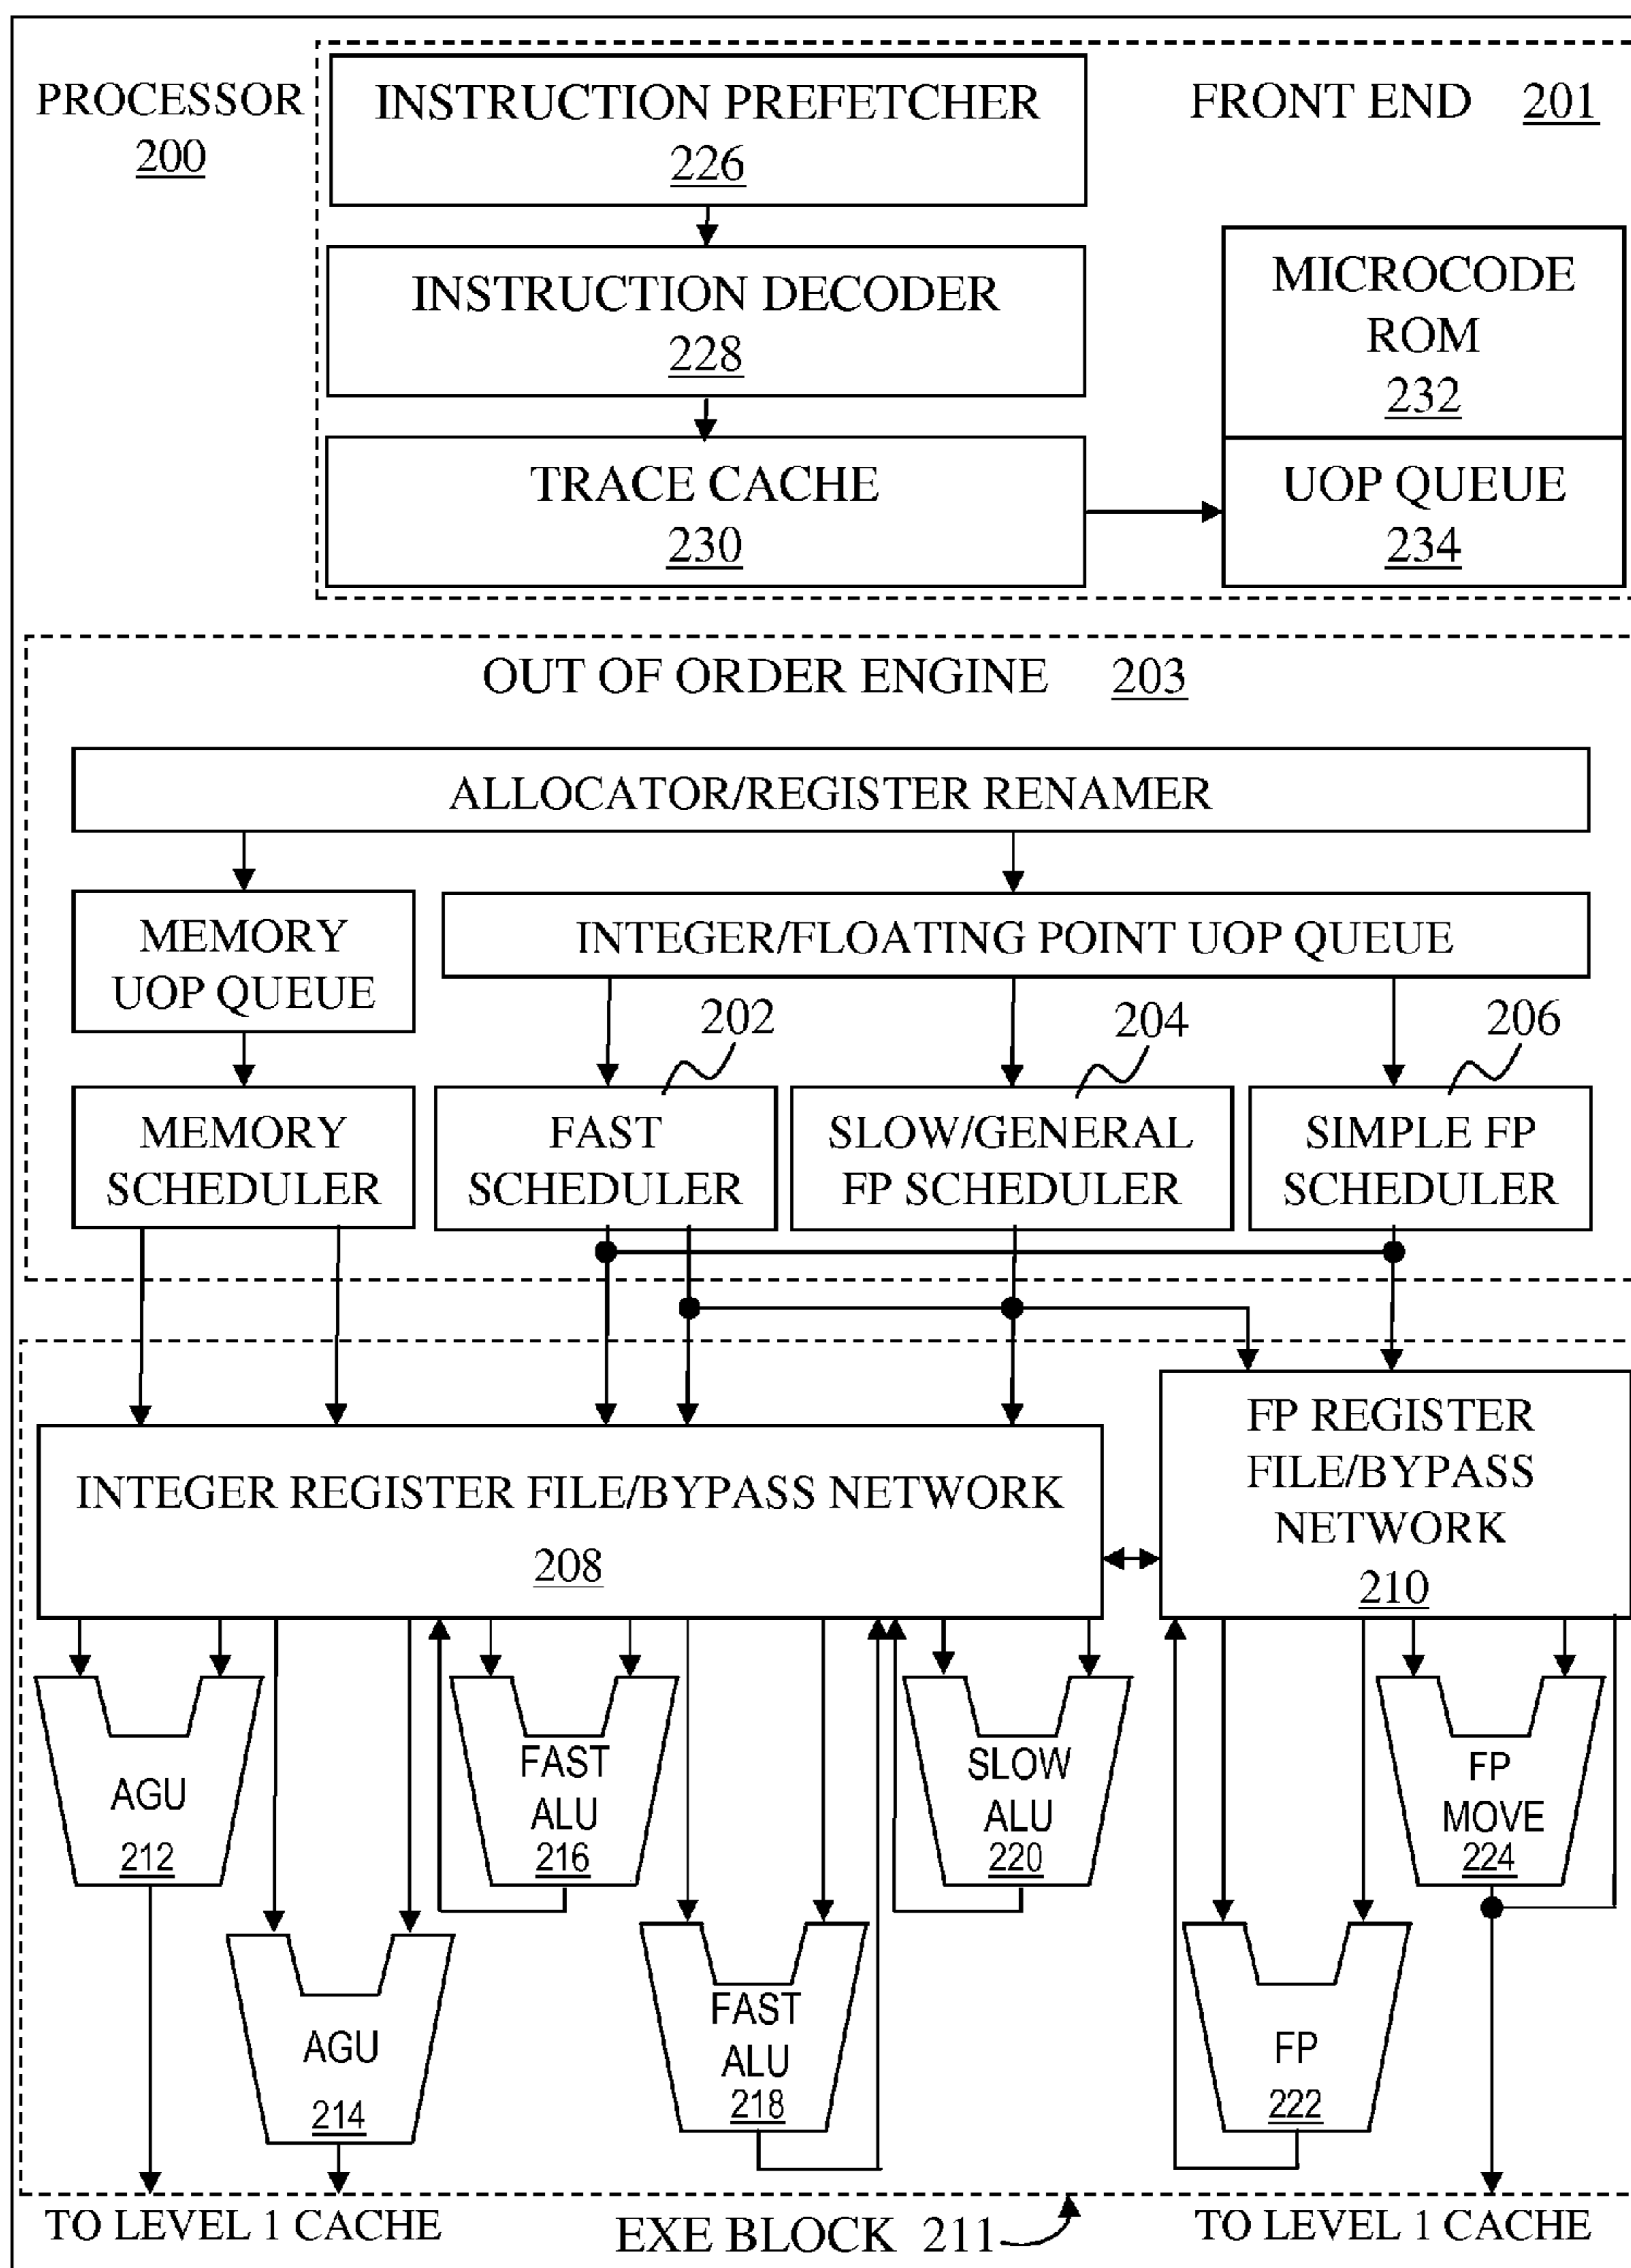 PROCESSOR
200
INSTRUCTION PREFETCHER
226
FRONT END 201
INSTRUCTION DECODER
228
MICROCODE
ROM
232
TRACE CACHE
230
UOP QUEUE
234
OUT OF ORDER ENGINE 203
ALLOCATOR/REGISTER RENAMER
MEMORY
UOP QUEUE
INTEGER/FLOATING POINT UOP QUEUE
202
204
206
MEMORY
SCHEDULER
FAST
SCHEDULER
SLOW/GENERAL
FP SCHEDULER
SIMPLE FP
SCHEDULER
INTEGER REGISTER FILE/BYPASS NETWORK
208
FP REGISTER
FILE/BYPASS
NETWORK
210
AGU
212
FAST
ALU
216
SLOW
ALU
220
FP
MOVE
224
AGU
214
FAST
ALU
218
FP
222
TO LEVEL 1 CACHE
EXE BLOCK 211
TO LEVEL 1 CACHE